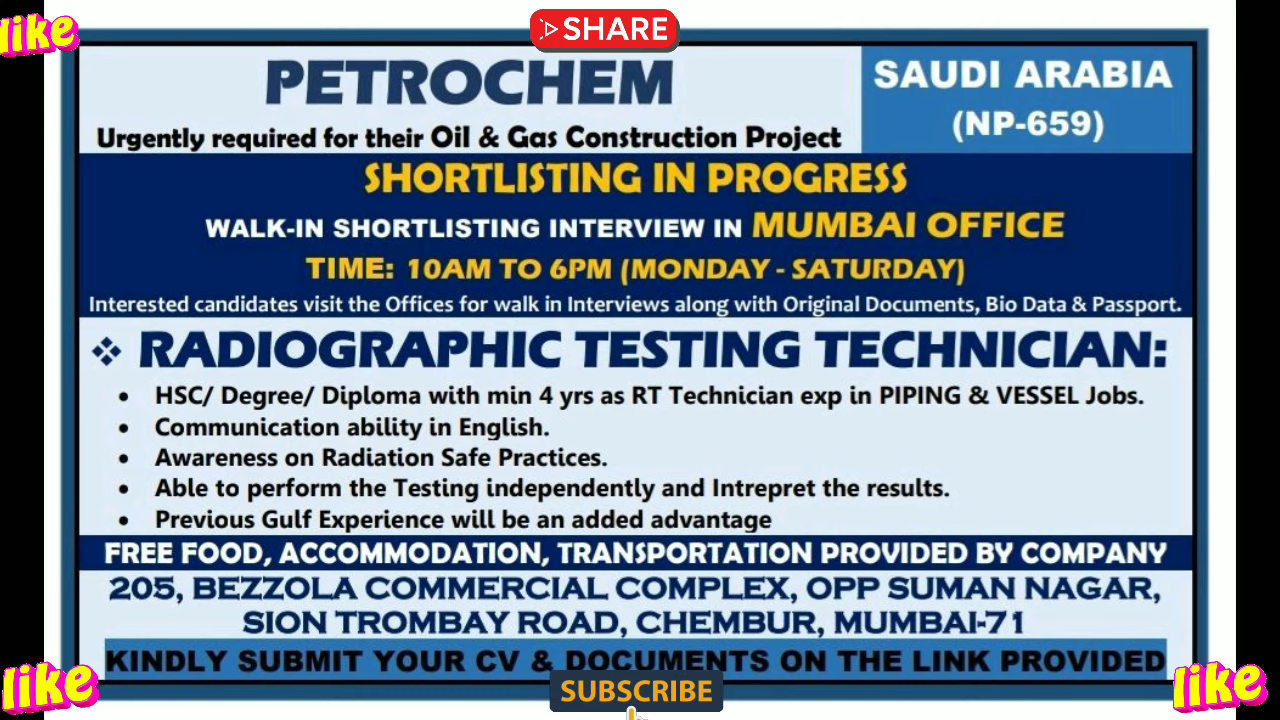 like
SHARE
PETROCHEM
Urgently required for their Oil & Gas Construction Project
SAUDI ARABIA
(NP-659)
SHORTLISTING IN PROGRESS
WALK-IN SHORTLISTING INTERVIEW IN MUMBAI OFFICE
TIME: 10AM TO 6PM (MONDAY - SATURDAY)
Interested candidates visit the Offices for walk in Interviews along with Original Documents, Bio Data & Passport.
❖ RADIOGRAPHIC TESTING TECHNICIAN:
• HSC/ Degree/ Diploma with min 4 yrs as RT Technician exp in PIPING & VESSEL Jobs.
• Communication ability in English.
• Awareness on Radiation Safe Practices.
• Able to perform the Testing independently and Intrepret the results.
• Previous Gulf Experience will be an added advantage
FREE FOOD, ACCOMMODATION, TRANSPORTATION PROVIDED BY COMPANY
205, BEZZOLA COMMERCIAL COMPLEX, OPP SUMAN NAGAR,
SION TROMBAY ROAD, CHEMBUR, MUMBAI-71
KINDLY SUBMIT YOUR CV & DOCUMENTS ON THE LINK PROVIDED
like
SUBSCRIBE
like